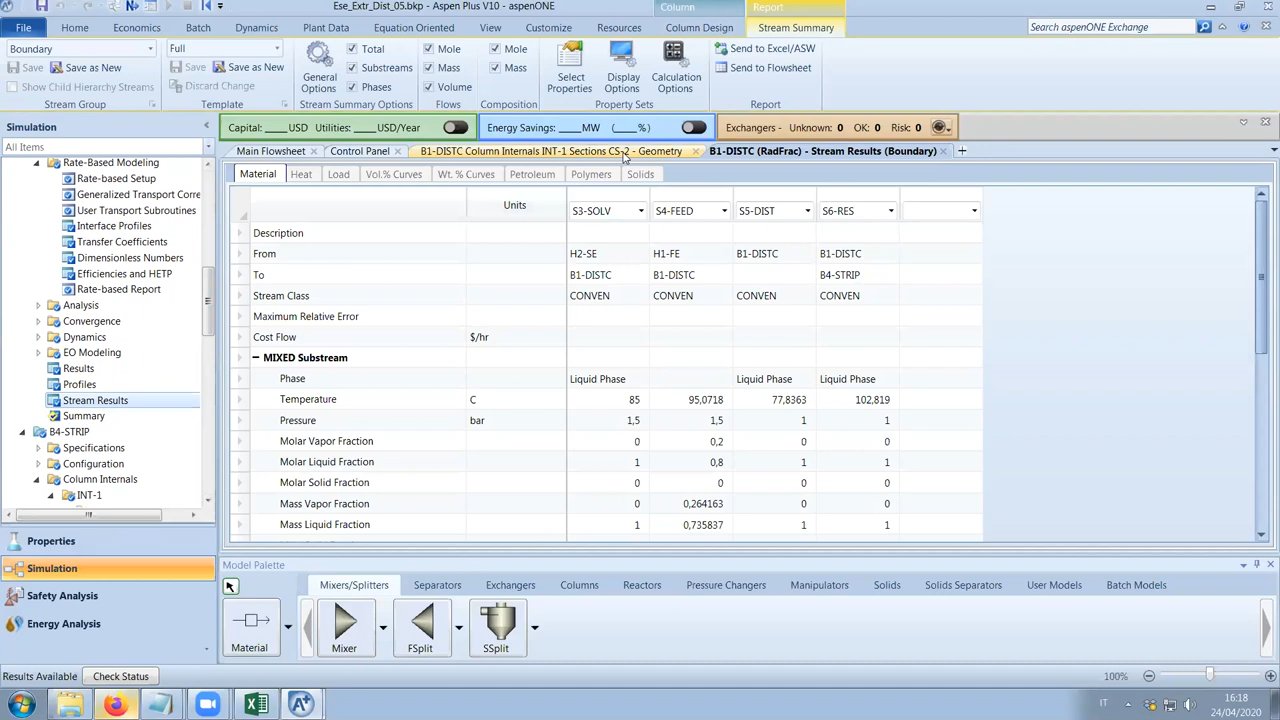 Ese_Extr_Dist_05.bkp - Aspen Plus V10 - aspenONE
Column
Report
File
Home
Economics
Batch
Dynamics
Plant Data
Equation Oriented
View
Customize
Resources
Column Design
Stream Summary
Search aspenONE Exchange
Boundary
Save
Save as New
Show Child Hierarchy Streams
Stream Group
Full
Save
Save as New
Discard Change
Template
General
Options
Total
Substreams
Phases
Stream Summary Options
Mole
Mass
Volume
Flows
Mole
Mass
Composition
Select
Properties
Display
Options
Calculation
Options
Property Sets
Send to Excel/ASW
Send to Flowsheet
Report
Simulation
All Items
Rate-Based Modeling
Rate-based Setup
Generalized Transport Corre
User Transport Subroutines
Interface Profiles
Transfer Coefficients
Dimensionless Numbers
Efficiencies and HETP
Rate-based Report
Analysis
Convergence
Dynamics
EO Modeling
Results
Profiles
Stream Results
Summary
B4-STRIP
Specifications
Configuration
Column Internals
INT-1
Properties
Simulation
Safety Analysis
Energy Analysis
Capital: ____ USD Utilities: ____ USD/Year
Energy Savings: ____ MW (____%)
Exchangers - Unknown: 0 OK: 0 Risk: 0
Main Flowsheet
Control Panel
B1-DISTC Column Internals INT-1 Sections CS-2 - Geometry
B1-DISTC (RadFrac) - Stream Results (Boundary)
Material Heat Load Vol.% Curves Wt. % Curves Petroleum Polymers Solids
Units S3-SOLV S4-FEED S5-DIST S6-RES
Description
From H2-SE H1-FE B1-DISTC B1-DISTC
To B1-DISTC B1-DISTC B4-STRIP
Stream Class CONVEN CONVEN CONVEN CONVEN
Maximum Relative Error
Cost Flow $/hr
MIXED Substream
Phase Liquid Phase Liquid Phase Liquid Phase
Temperature C 85 95,0718 77,8363 102,819
Pressure bar 1,5 1,5 1 1
Molar Vapor Fraction 0 0,2 0 0
Molar Liquid Fraction 1 0,8 1 1
Molar Solid Fraction 0 0 0 0
Mass Vapor Fraction 0 0,264163 0 0
Mass Liquid Fraction 1 0,735837 1 1
Model Palette
Mixers/Splitters Separators Exchangers Columns Reactors Pressure Changers Manipulators Solids Solids Separators User Models Batch Models
Material
Mixer
FSplit
SSplit
Results Available
Check Status
100%
IT
16:18
24/04/2020